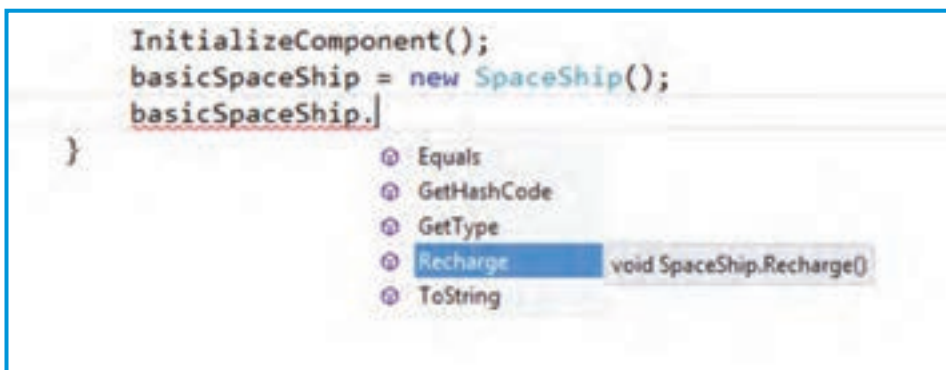 InitializeComponent();
basicSpaceShip = new SpaceShip();
basicSpaceShip.
}
Equals
GetHashCode
GetType
Recharge void SpaceShip.Recharge()
ToString